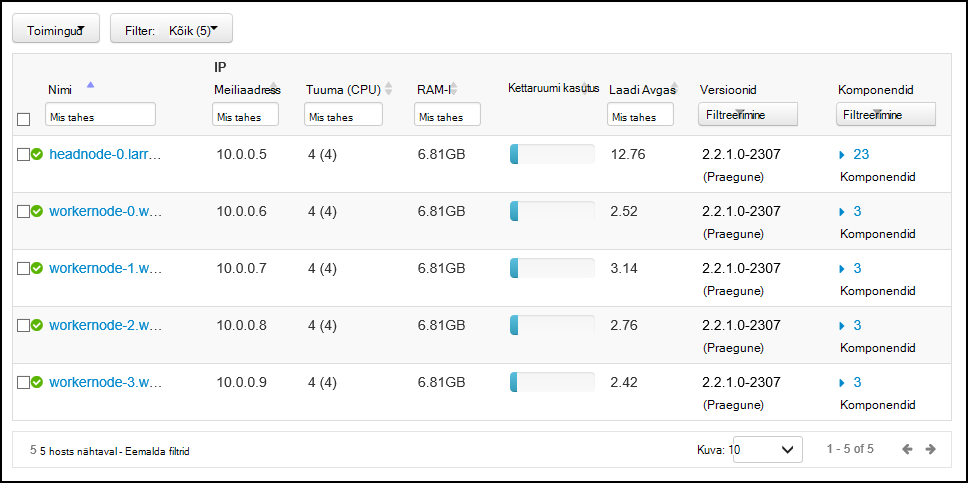 Toimingud Filter: Kõik (5)
IP
Nimi Meiliaadress Tuuma (CPU) RAM-I Kettaruumi kasutus Laadi Avgas Versioonid Komponendid
Mis tahes Mis tahes Mis tahes Mis tahes Mis tahes Filtreerimine Filtreerimine
headnode-0.larr... 10.0.0.5 4 (4) 6.81GB 12.76 2.2.1.0-2307 23
(Praegune) Komponendid
workernode-0.w... 10.0.0.6 4 (4) 6.81GB 2.52 2.2.1.0-2307 3
(Praegune) Komponendid
workernode-1.w... 10.0.0.7 4 (4) 6.81GB 3.14 2.2.1.0-2307 3
(Praegune) Komponendid
workernode-2.w... 10.0.0.8 4 (4) 6.81GB 2.76 2.2.1.0-2307 3
(Praegune) Komponendid
workernode-3.w... 10.0.0.9 4 (4) 6.81GB 2.42 2.2.1.0-2307 3
(Praegune) Komponendid
5 5 hosts nähtaval - Eemalda filtrid Kuva: 10 1 - 5 of 5